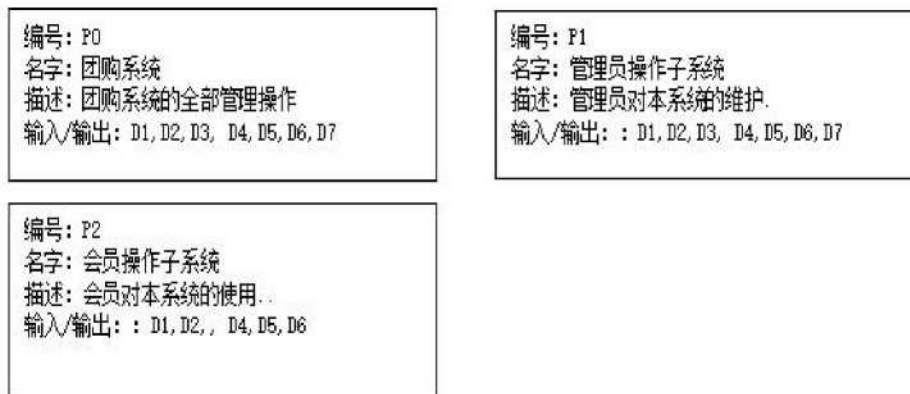 编号: P0
名字: 团购系统
描述: 团购系统的全部管理操作
输入/输出: D1,D2,D3, D4,D5,D6,D7
编号: P1
名字: 管理员操作子系统
描述: 管理员对本系统的维护.
输入/输出: : D1,D2,D3, D4,D5,D6,D7
编号: P2
名字: 会员操作子系统
描述: 会员对本系统的使用..
输入/输出: : D1,D2,, D4,D5,D6